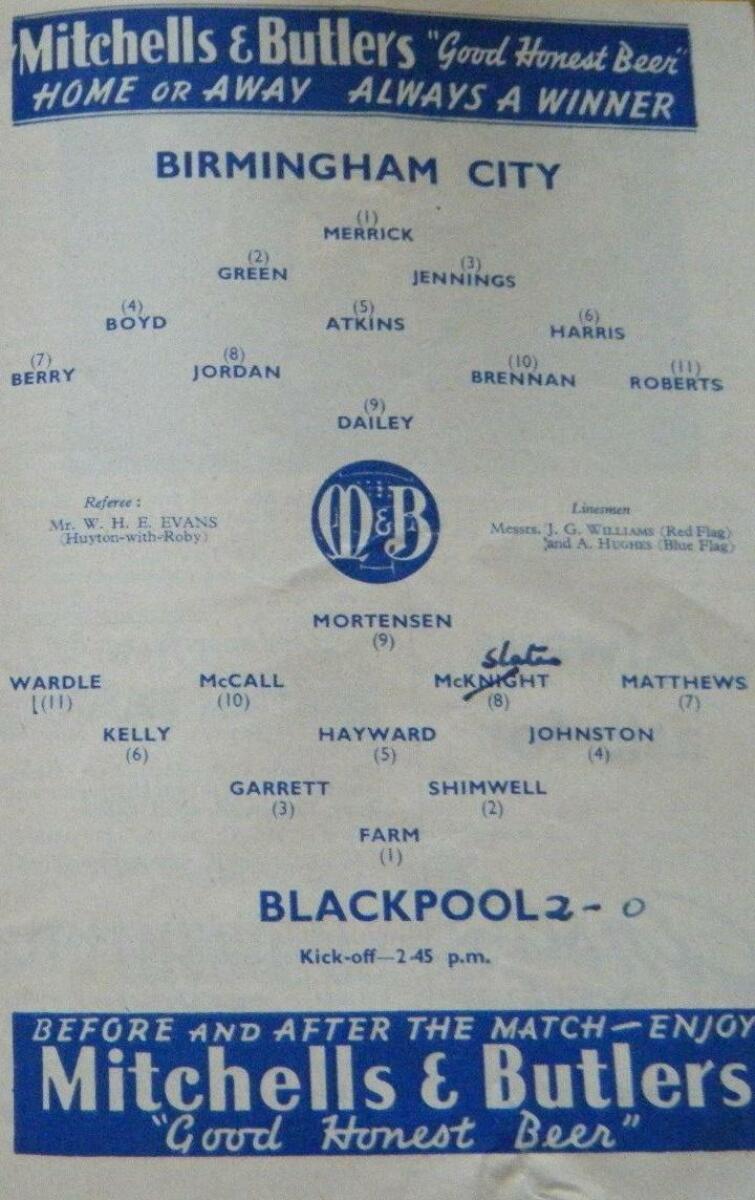 Mitchells & Butlers "Good Honest Beer"
HOME OR AWAY ALWAYS A WINNER
BIRMINGHAM CITY
(1)
MERRICK
(2) (3)
GREEN JENNINGS
(4) (5) (6)
BOYD ATKINS HARRIS
(7) (8) (10) (11)
BERRY JORDAN BRENNAN ROBERTS
(9)
DAILEY
Referee :
Mr. W. H. E. EVANS
(Huyton-with-Roby)
M&B
Linesmen
Messrs. J. G. WILLIAMS (Red Flag)
and A. HUGHES (Blue Flag)
MORTENSEN
(9)
Slater
WARDLE McCALL McKNIGHT MATTHEWS
(11) (10) (8) (7)
KELLY HAYWARD JOHNSTON
(6) (5) (4)
GARRETT SHIMWELL
(3) (2)
FARM
(1)
BLACKPOOL 2 - 0
Kick-off—2-45 p.m.
BEFORE AND AFTER THE MATCH—ENJOY
Mitchells & Butlers
"Good Honest Beer"